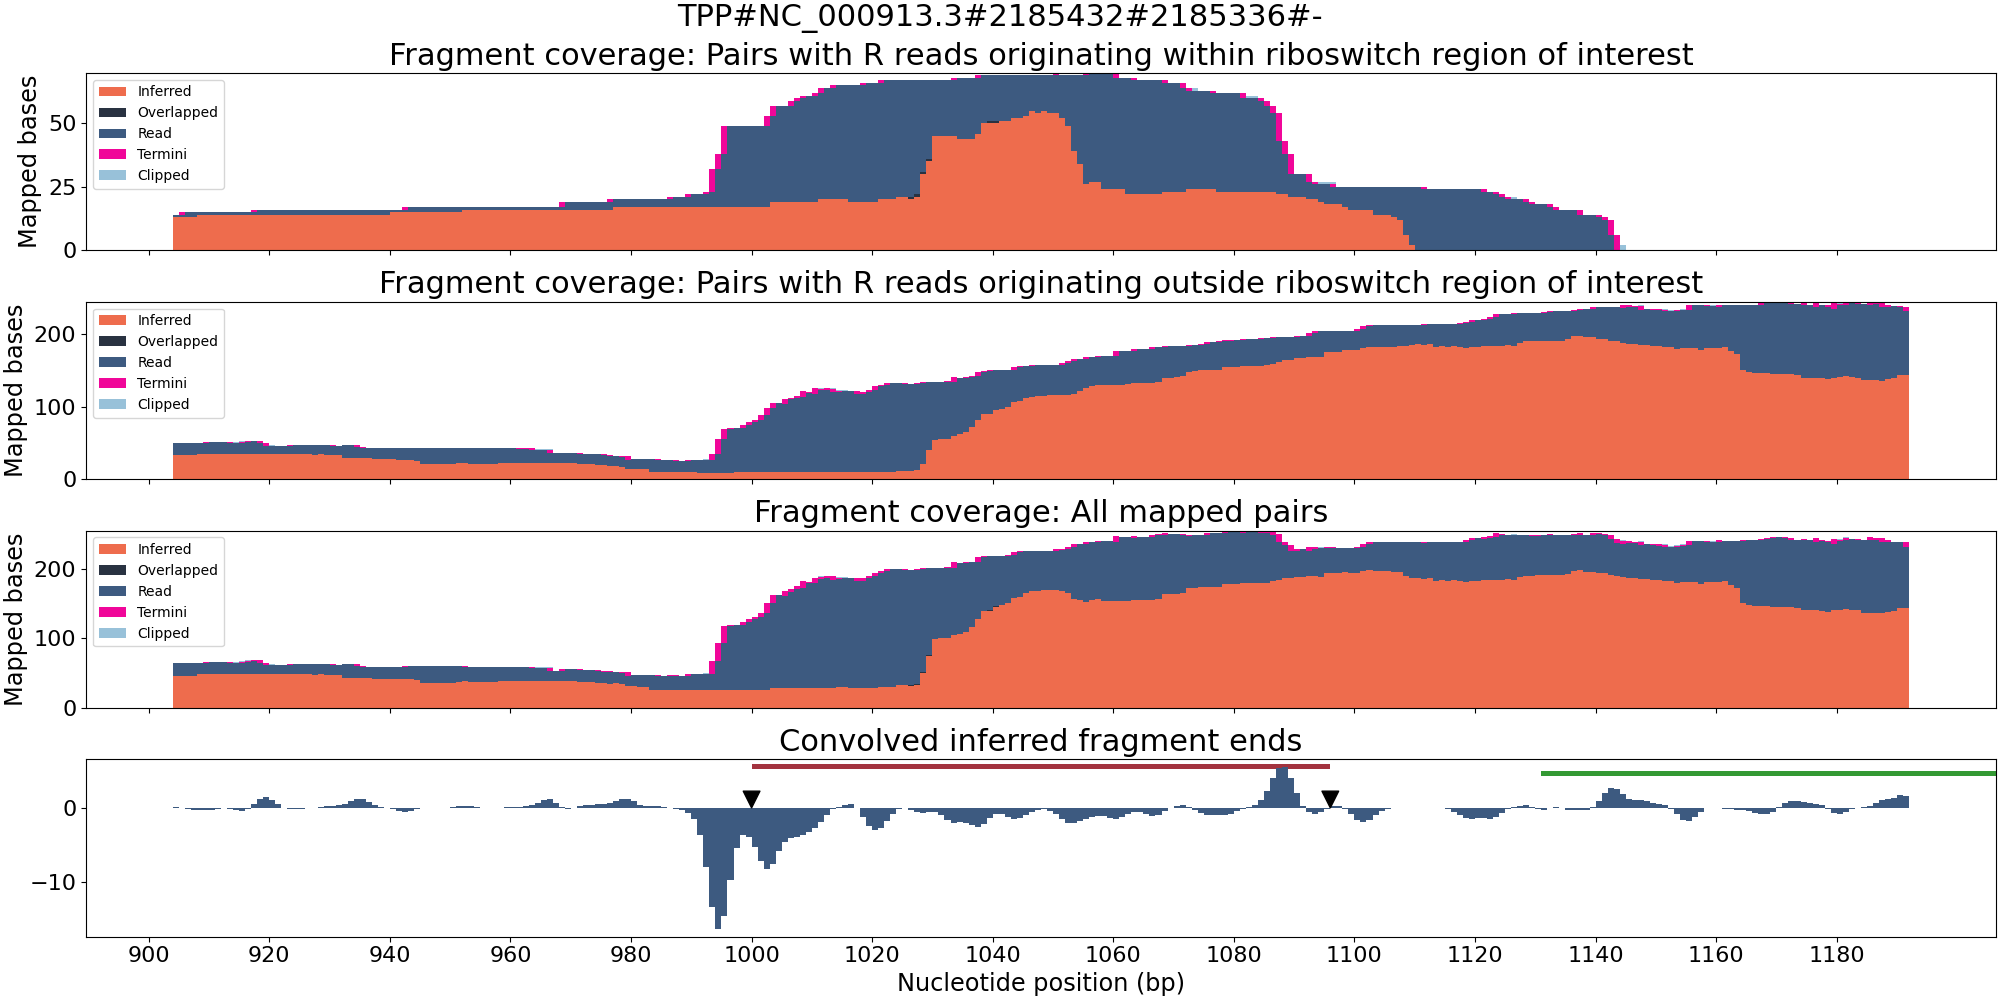 TPP#NC_000913.3#2185432#2185336#-
Fragment coverage: Pairs with R reads originating within riboswitch region of interest
Mapped bases
50
25
0
Inferred
Overlapped
Read
Termini
Clipped
Fragment coverage: Pairs with R reads originating outside riboswitch region of interest
Mapped bases
200
100
0
Inferred
Overlapped
Read
Termini
Clipped
Fragment coverage: All mapped pairs
Mapped bases
200
100
0
Inferred
Overlapped
Read
Termini
Clipped
Convolved inferred fragment ends
0
−10
900 920 940 960 980 1000 1020 1040 1060 1080 1100 1120 1140 1160 1180
Nucleotide position (bp)